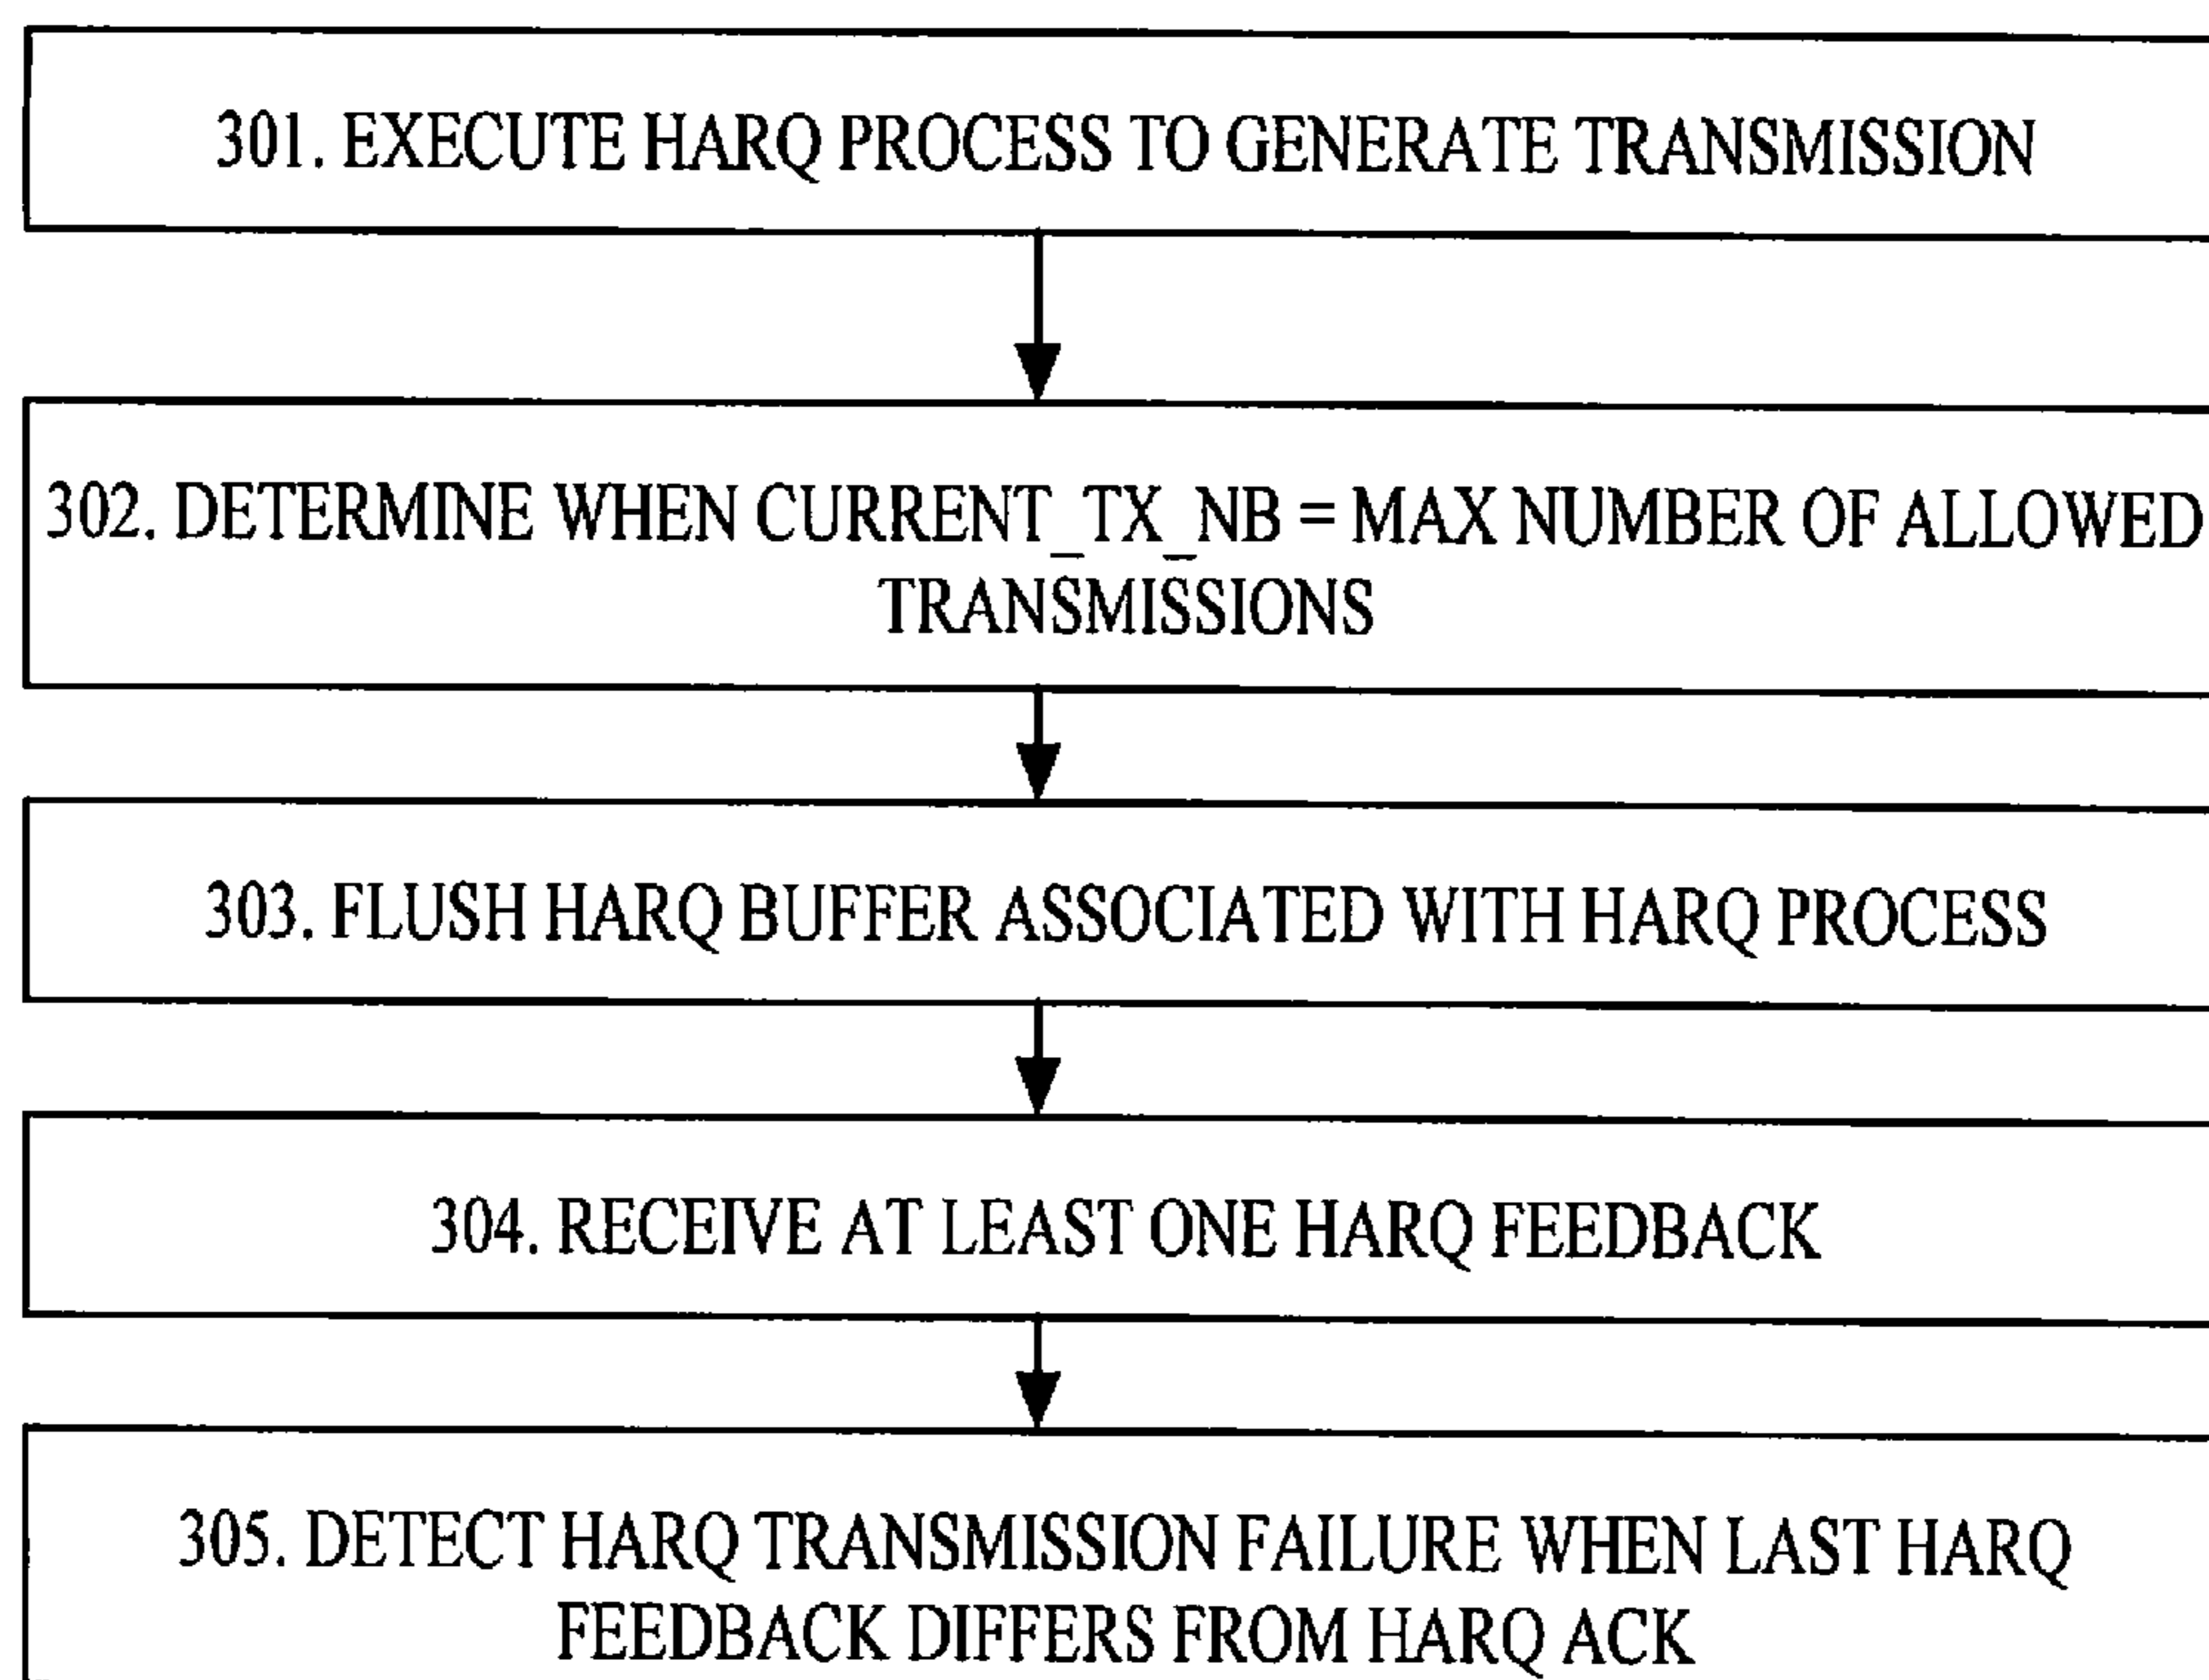 301. EXECUTE HARQ PROCESS TO GENERATE TRANSMISSION
302. DETERMINE WHEN CURRENT_TX_NB = MAX NUMBER OF ALLOWED
TRANSMISSIONS
303. FLUSH HARQ BUFFER ASSOCIATED WITH HARQ PROCESS
304. RECEIVE AT LEAST ONE HARQ FEEDBACK
305. DETECT HARQ TRANSMISSION FAILURE WHEN LAST HARQ
FEEDBACK DIFFERS FROM HARQ ACK